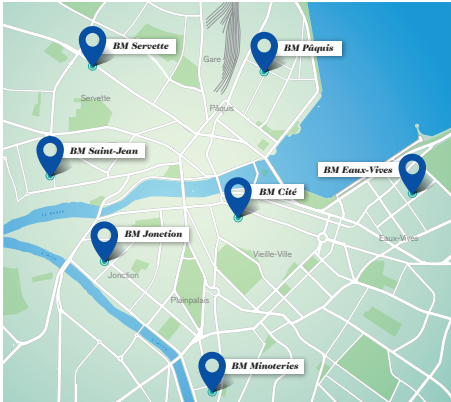 BM Servette
BM Pâquis
Gare
Servette
Pâquis
BM Saint-Jean
BM Eaux-Vives
BM Cité
BM Jonction
Eaux-Vives
Vieille-Ville
Jonction
Plainpalais
BM Minoteries